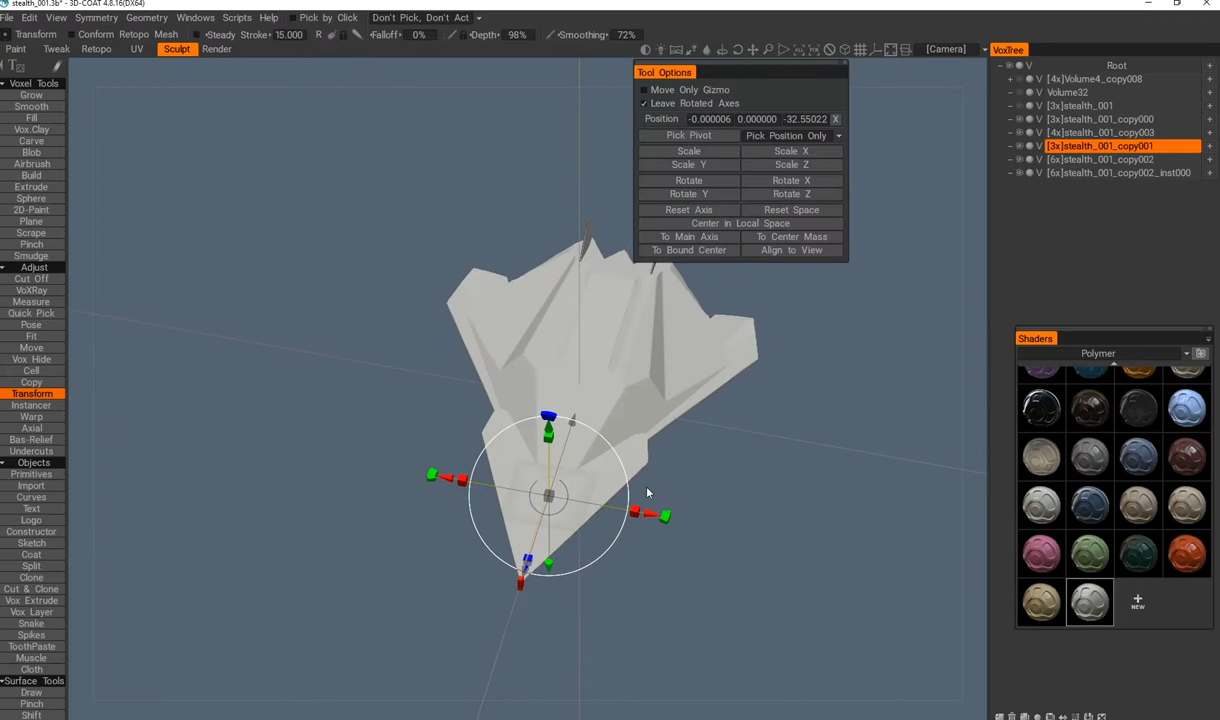 stealth_001.3b* - 3D-COAT 4.8.16(DX64)
File Edit View Symmetry Geometry Windows Scripts Help Pick by Click Don't Pick, Don't Act
Transform Conform Retopo Mesh Steady Stroke 15.000 R Falloff 0% Depth 98% Smoothing 72%
Paint Tweak Retopo UV Sculpt Render [Camera] VoxTree
Voxel Tools
Grow
Smooth
Fill
Vox.Clay
Carve
Blob
Airbrush
Build
Extrude
Sphere
2D-Paint
Plane
Scrape
Pinch
Smudge
Adjust
Cut Off
VoXRay
Measure
Quick Pick
Pose
Fit
Move
Vox Hide
Cell
Copy
Transform
Instancer
Warp
Axial
Bas-Relief
Undercuts
Objects
Primitives
Import
Curves
Text
Logo
Constructor
Sketch
Coat
Split
Clone
Cut & Clone
Vox Extrude
Vox Layer
Snake
Spikes
ToothPaste
Muscle
Cloth
Surface Tools
Draw
Pinch
Shift
Tool Options
Move Only Gizmo
Leave Rotated Axes
Position -0.000006 0.000000 -32.55022 X
Pick Pivot Pick Position Only
Scale Scale X
Scale Y Scale Z
Rotate Rotate X
Rotate Y Rotate Z
Reset Axis Reset Space
Center in Local Space
To Main Axis To Center Mass
To Bound Center Align to View
V Root +
+ V [4x]Volume4_copy008 +
V Volume32 +
V [3x]stealth_001 +
V [3x]stealth_001_copy000 +
V [4x]stealth_001_copy003 +
V [3x]stealth_001_copy001 +
V [6x]stealth_001_copy002 +
V [6x]stealth_001_copy002_inst000 +
Shaders
Polymer
+
NEW